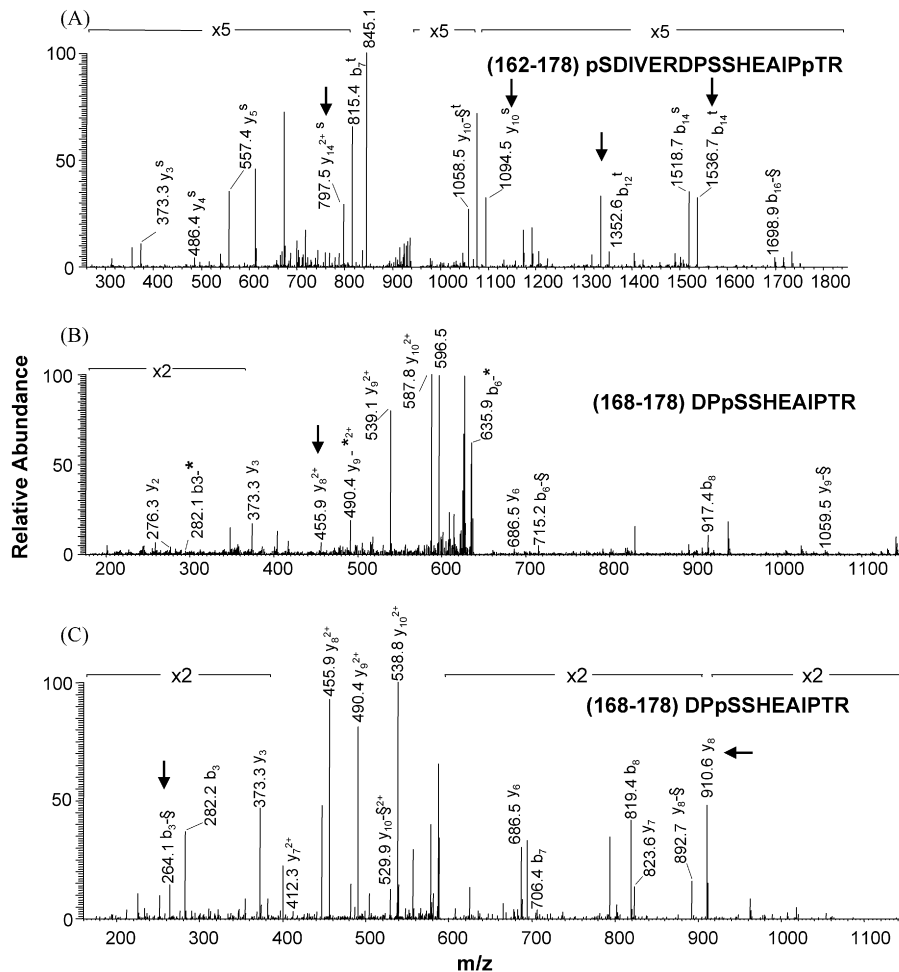 (A)
x5
x5
x5
845.1
100
(162-178) pSDIVERDPSSHEAIPpTR
373.3 y3 s
486.4 y4 s
557.4 y5 s
797.5 y14 2+ s
815.4 b7 t
1058.5 y10-§ t
1094.5 y10 s
1352.6 b12 t
1518.7 b14 s
1536.7 b14 t
1698.9 b16-§
50
0
300 400 500 600 700 800 900 1000 1100 1200 1300 1400 1500 1600 1700 1800
(B)
x2
100
(168-178) DPpSSHEAIPTR
276.3 y2
282.1 b3-*
373.3 y3
455.9 y8 2+
490.4 y9-* 2+
539.1 y9 2+
587.8 y10 2+
596.5
635.9 b6-*
686.5 y6
715.2 b6-§
917.4 b8
1059.5 y9-§
50
0
200 300 400 500 600 700 800 900 1000 1100
Relative Abundance
(C)
x2
x2
x2
100
(168-178) DPpSSHEAIPTR
264.1 b3-§
282.2 b3
373.3 y3
412.3 y7 2+
455.9 y8 2+
490.4 y9 2+
529.9 y10-§ 2+
538.8 y10 2+
686.5 y6
706.4 b7
819.4 b8
823.6 y7
892.7 y8-§
910.6 y8
50
0
200 300 400 500 600 700 800 900 1000 1100
m/z